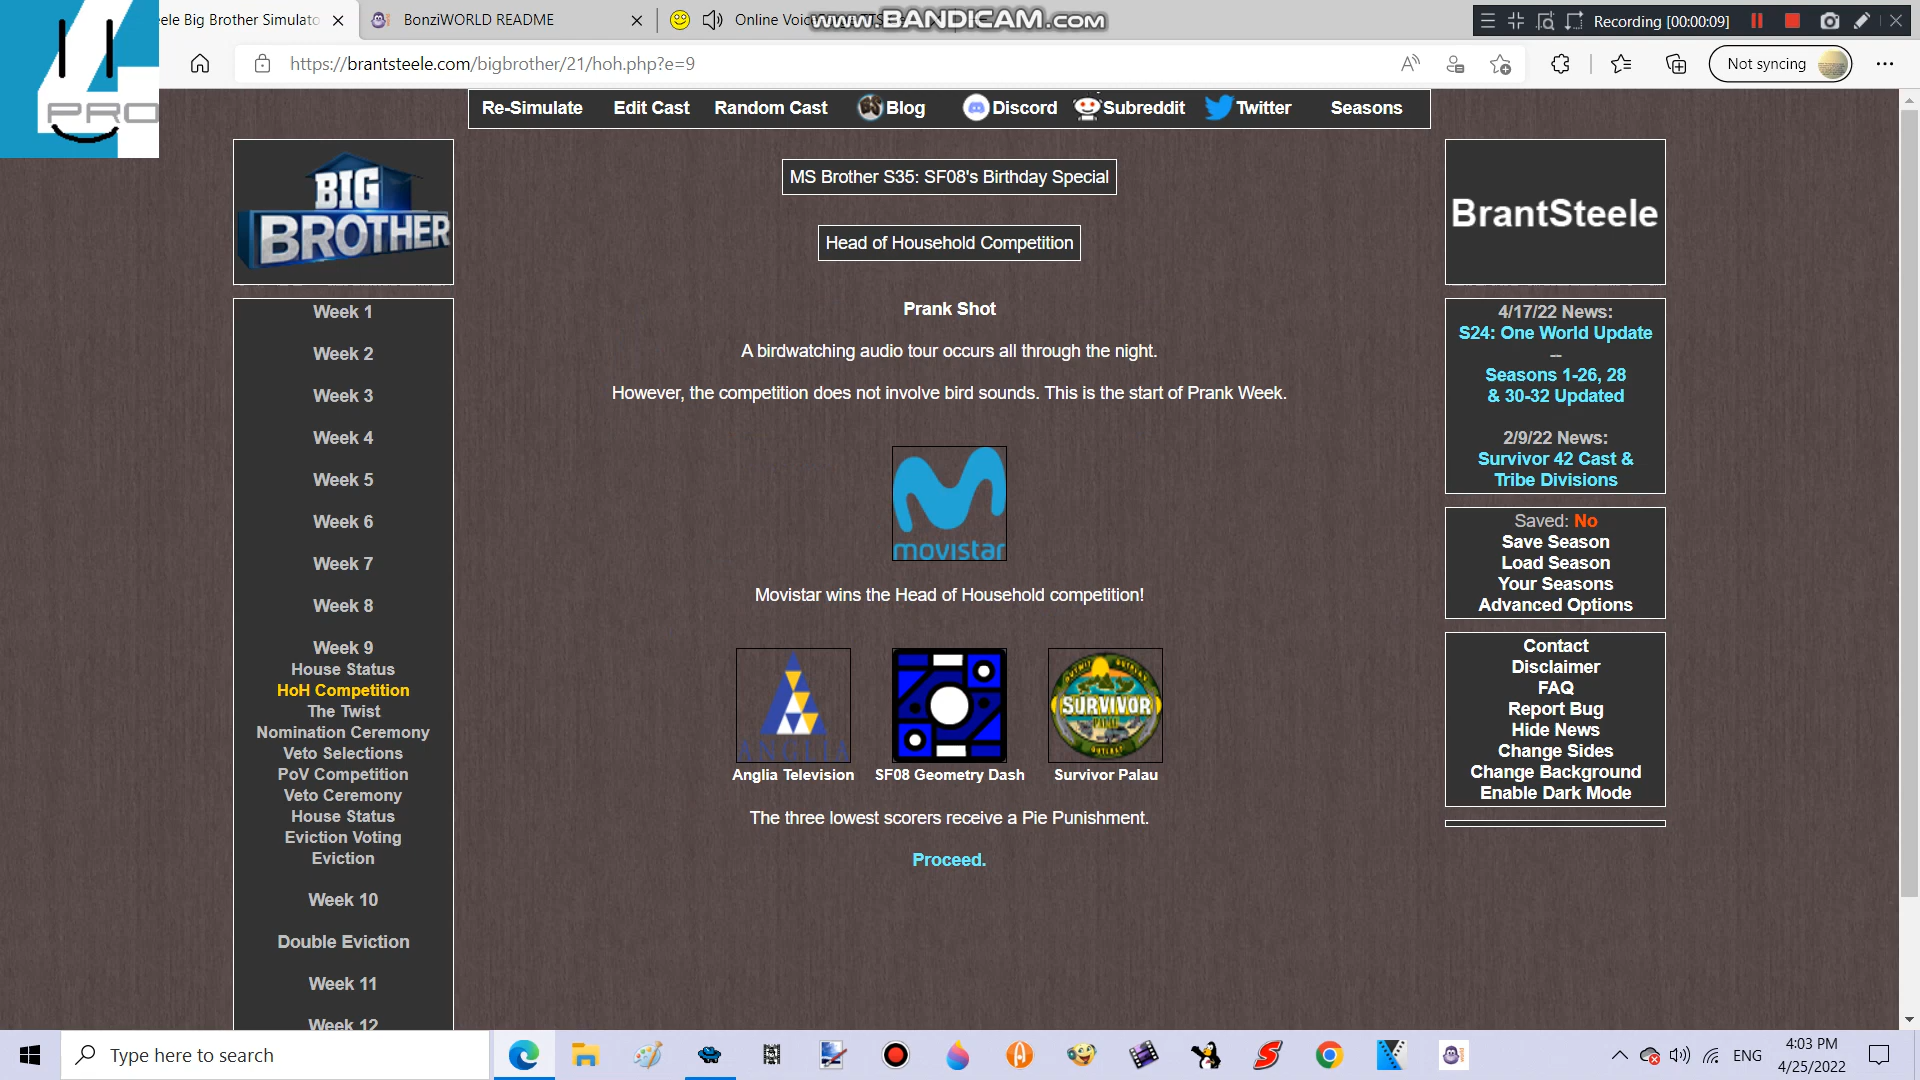 ele Big Brother Simulato
BonziWORLD README
Online Voic
www.BANDICAM.com
Recording [00:00:09]
https://brantsteele.com/bigbrother/21/hoh.php?e=9
Not syncing
4
PRO
Re-Simulate
Edit Cast
Random Cast
Blog
Discord
Subreddit
Twitter
Seasons
BIG
BROTHER
Week 1
Week 2
Week 3
Week 4
Week 5
Week 6
Week 7
Week 8
Week 9
House Status
HoH Competition
The Twist
Nomination Ceremony
Veto Selections
PoV Competition
Veto Ceremony
House Status
Eviction Voting
Eviction
Week 10
Double Eviction
Week 11
Week 12
MS Brother S35: SF08's Birthday Special
Head of Household Competition
Prank Shot
A birdwatching audio tour occurs all through the night.
However, the competition does not involve bird sounds. This is the start of Prank Week.
movistar
Movistar wins the Head of Household competition!
ANGLIA
SURVIVOR
Anglia Television
SF08 Geometry Dash
Survivor Palau
The three lowest scorers receive a Pie Punishment.
Proceed.
BrantSteele
4/17/22 News:
S24: One World Update
--
Seasons 1-26, 28
& 30-32 Updated
2/9/22 News:
Survivor 42 Cast &
Tribe Divisions
Saved: No
Save Season
Load Season
Your Seasons
Advanced Options
Contact
Disclaimer
FAQ
Report Bug
Hide News
Change Sides
Change Background
Enable Dark Mode
Type here to search
ENG
4:03 PM
4/25/2022